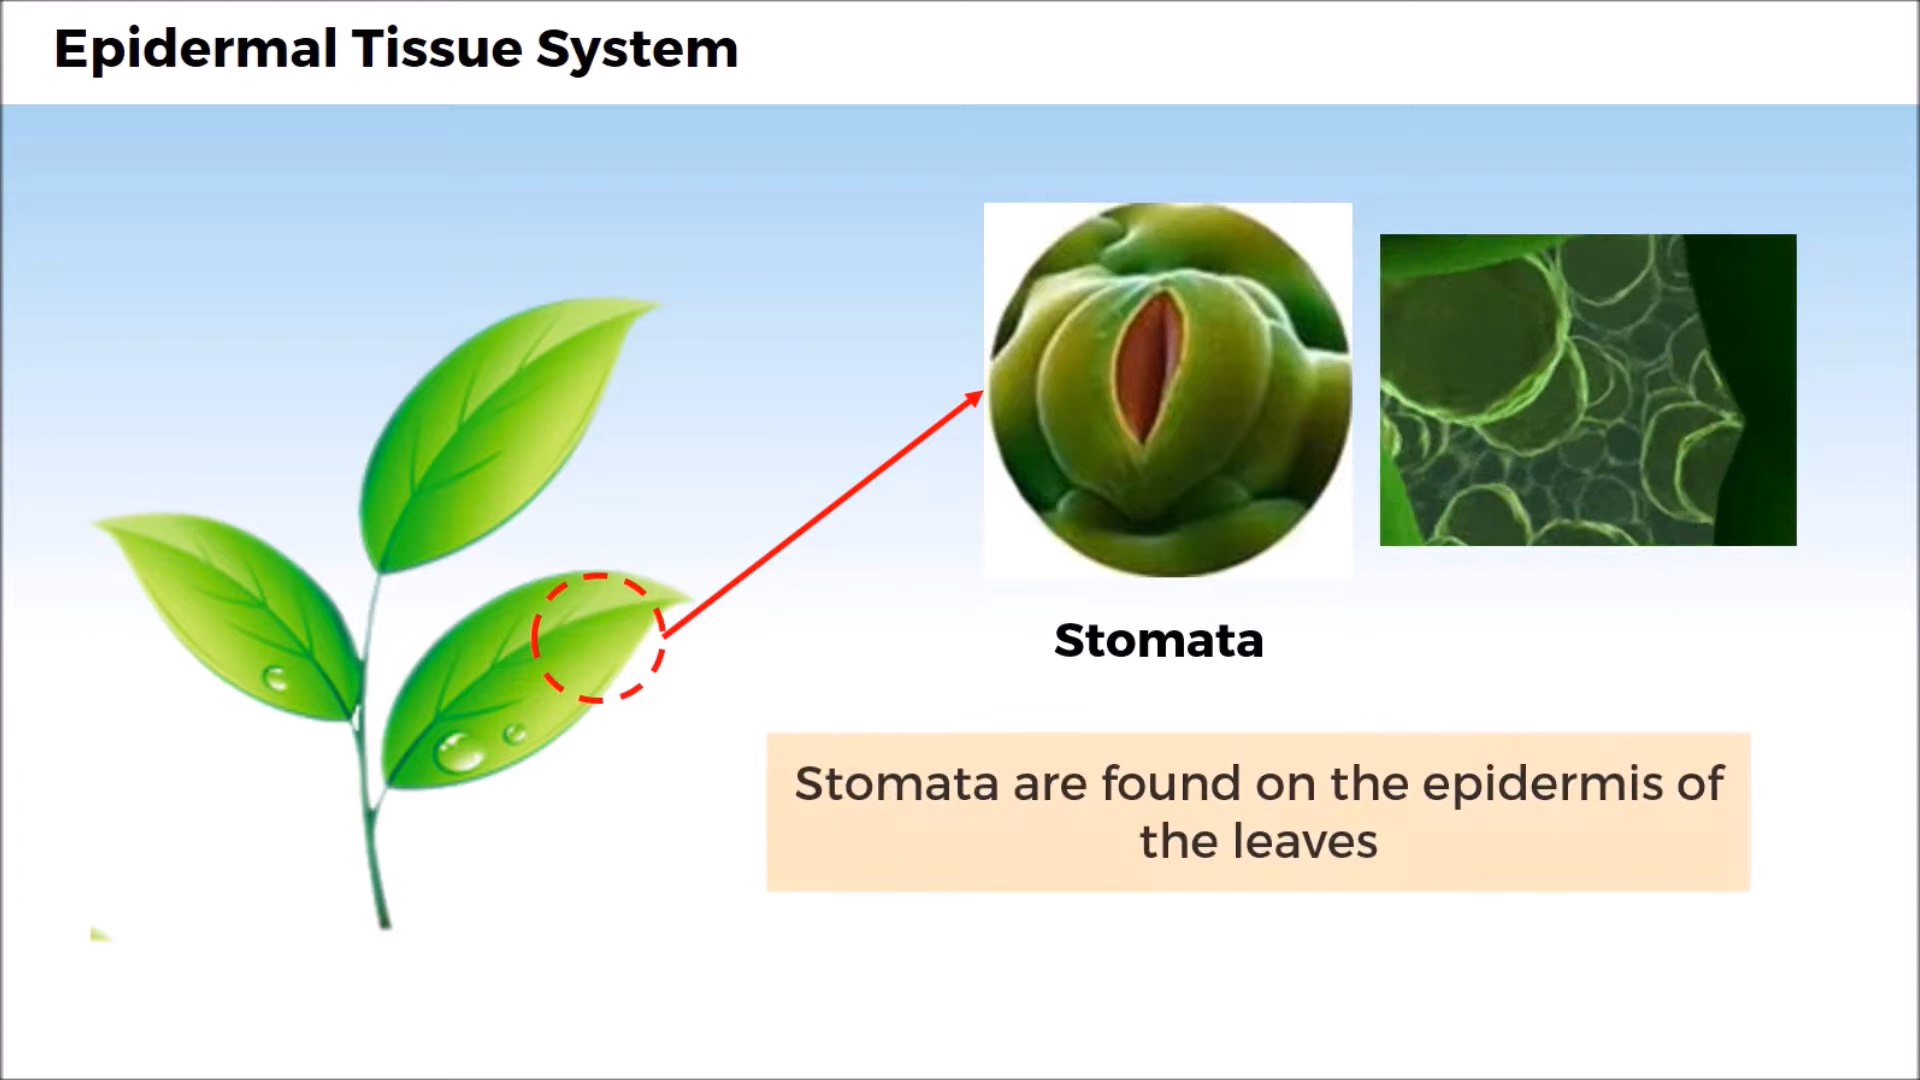 Epidermal Tissue System
Stomata
Stomata are found on the epidermis of
the leaves